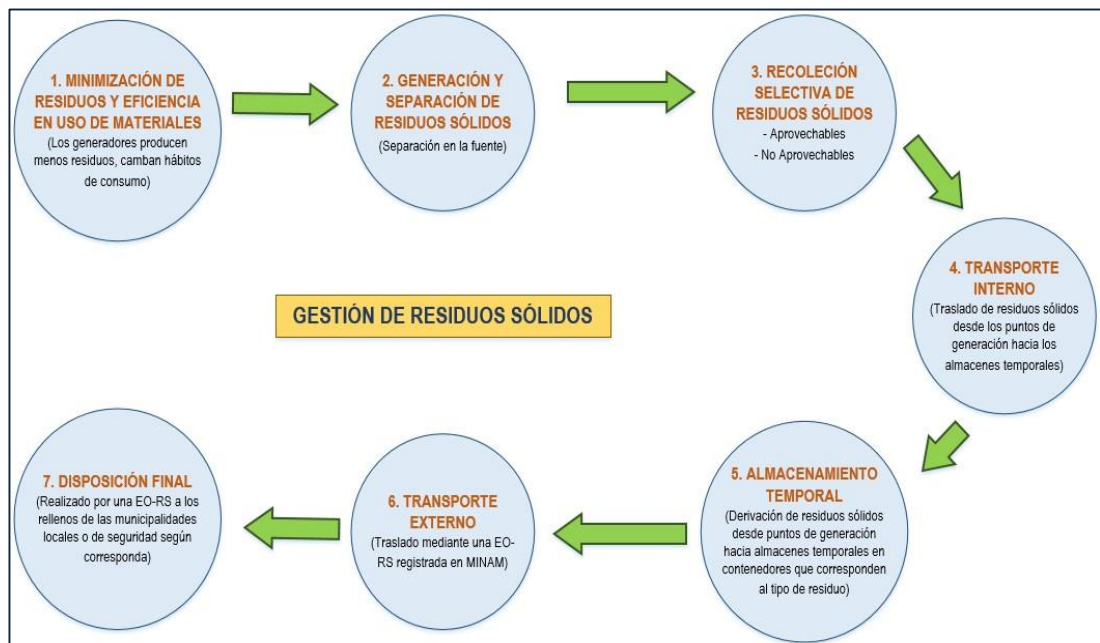 1. MINIMIZACIÓN DE
RESIDUOS Y EFICIENCIA
EN USO DE MATERIALES
(Los generadores producen
menos residuos, camban hábitos
de consumo)
2. GENERACIÓN Y
SEPARACIÓN DE
RESIDUOS SÓLIDOS
(Separación en la fuente)
3. RECOLECIÓN
SELECTIVA DE
RESIDUOS SÓLIDOS
- Aprovechables
- No Aprovechables
4. TRANSPORTE
INTERNO
(Traslado de residuos sólidos
desde los puntos de
generación hacia los
almacenes temporales)
GESTIÓN DE RESIDUOS SÓLIDOS
5. ALMACENAMIENTO
TEMPORAL
(Derivación de residuos sólidos
desde puntos de generación
hacia almacenes temporales en
contenedores que corresponden
al tipo de residuo)
6. TRANSPORTE
EXTERNO
(Traslado mediante una EO-
RS registrada en MINAM)
7. DISPOSICIÓN FINAL
(Realizado por una EO-RS a los
rellenos de las municipalidades
locales o de seguridad según
corresponda)